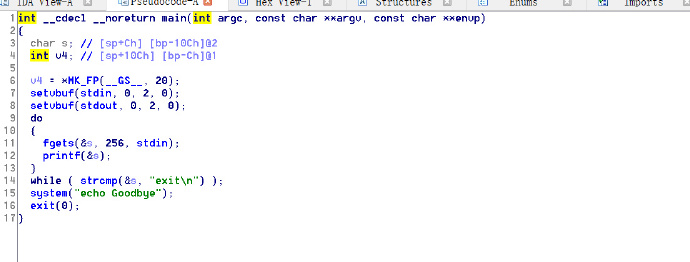 IDA View-A Pseudocode-A Hex View-1 Structures Enums Imports
1 int __cdecl __noreturn main(int argc, const char **argv, const char **envp)
2 {
3 char s; // [sp+Ch] [bp-10Ch]@2
4 int v4; // [sp+10Ch] [bp-Ch]@1
5
6 v4 = *MK_FP(__GS__, 20);
7 setvbuf(stdin, 0, 2, 0);
8 setvbuf(stdout, 0, 2, 0);
9 do
10 {
11 fgets(&s, 256, stdin);
12 printf(&s);
13 }
14 while ( strcmp(&s, "exit\n") );
15 system("echo Goodbye");
16 exit(0);
17 }